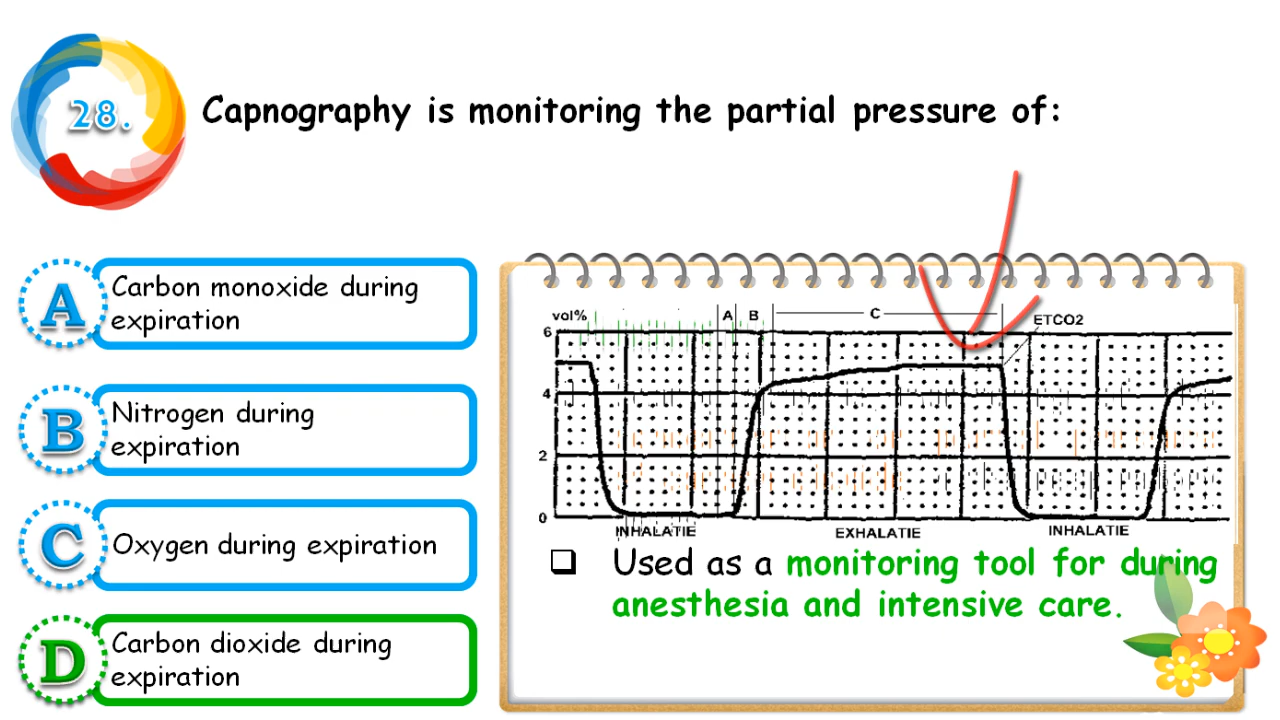 28.
Capnography is monitoring the partial pressure of:
A
Carbon monoxide during
expiration
B
Nitrogen during
expiration
C
Oxygen during expiration
D
Carbon dioxide during
expiration
vol%
A B C
ETCO2
6
4
2
0
INHALATIE EXHALATIE INHALATIE
Used as a monitoring tool for during
anesthesia and intensive care.